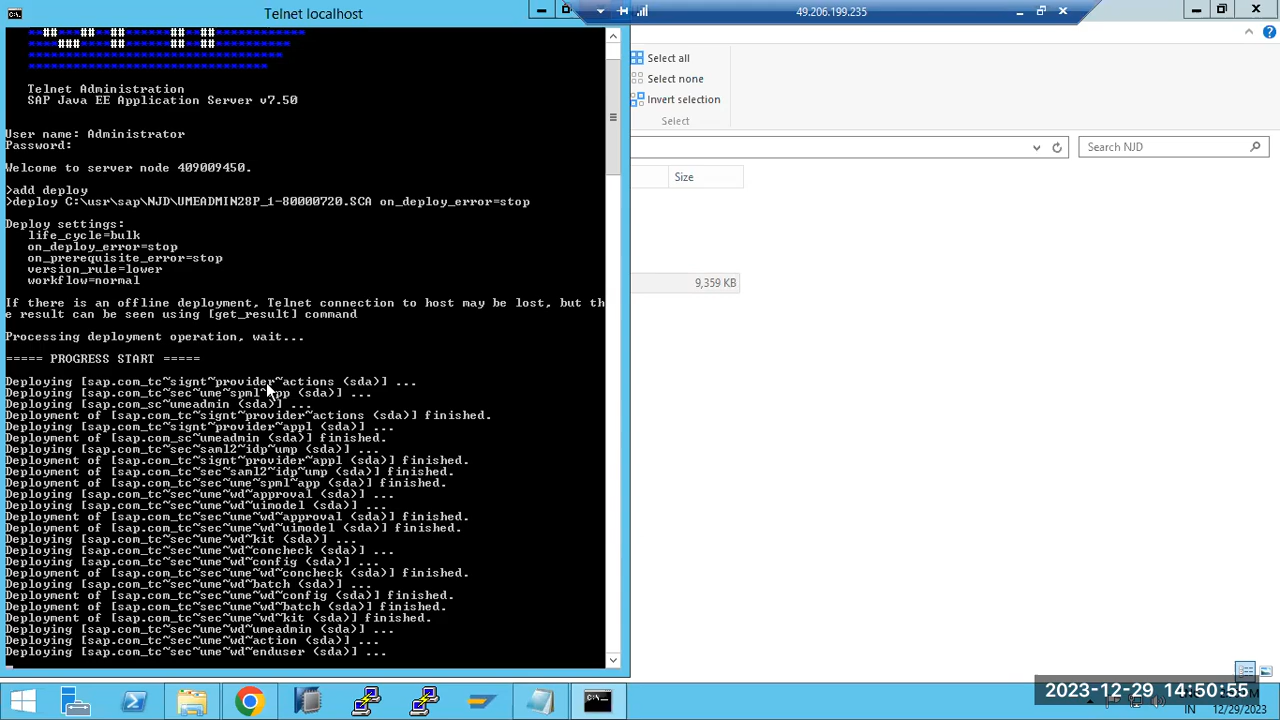 Telnet localhost
49.206.199.235
Select all
Select none
Invert selection
Select
Search NJD
Size
9,359 KB
Telnet Administration
SAP Java EE Application Server v7.50
User name: Administrator
Password:
Welcome to server node 409009450.
>add deploy
>deploy C:\usr\sap\NJD\UMEADMIN28P_1-80000720.SCA on_deploy_error=stop
Deploy settings:
life_cycle=bulk
on_deploy_error=stop
on_prerequisite_error=stop
version_rule=lower
workflow=normal
If there is an offline deployment, Telnet connection to host may be lost, but th
e result can be seen using [get_result] command
Processing deployment operation, wait...
===== PROGRESS START =====
Deploying [sap.com_tc~signt~provider~actions (sda)] ...
Deploying [sap.com_tc~sec~ume~spml~app (sda)] ...
Deploying [sap.com_sc~umeadmin (sda)] ...
Deployment of [sap.com_tc~signt~provider~actions (sda)] finished.
Deploying [sap.com_tc~signt~provider~appl (sda)] ...
Deployment of [sap.com_sc~umeadmin (sda)] finished.
Deploying [sap.com_tc~sec~saml2~idp~ump (sda)] ...
Deployment of [sap.com_tc~signt~provider~appl (sda)] finished.
Deployment of [sap.com_tc~sec~saml2~idp~ump (sda)] finished.
Deployment of [sap.com_tc~sec~ume~spml~app (sda)] finished.
Deploying [sap.com_tc~sec~ume~wd~approval (sda)] ...
Deploying [sap.com_tc~sec~ume~wd~uimodel (sda)] ...
Deployment of [sap.com_tc~sec~ume~wd~approval (sda)] finished.
Deployment of [sap.com_tc~sec~ume~wd~uimodel (sda)] finished.
Deploying [sap.com_tc~sec~ume~wd~kit (sda)] ...
Deploying [sap.com_tc~sec~ume~wd~concheck (sda)] ...
Deploying [sap.com_tc~sec~ume~wd~config (sda)] ...
Deployment of [sap.com_tc~sec~ume~wd~concheck (sda)] finished.
Deploying [sap.com_tc~sec~ume~wd~batch (sda)] ...
Deployment of [sap.com_tc~sec~ume~wd~config (sda)] finished.
Deployment of [sap.com_tc~sec~ume~wd~batch (sda)] finished.
Deployment of [sap.com_tc~sec~ume~wd~kit (sda)] finished.
Deploying [sap.com_tc~sec~ume~wd~umeadmin (sda)] ...
Deploying [sap.com_tc~sec~ume~wd~action (sda)] ...
Deploying [sap.com_tc~sec~ume~wd~enduser (sda)] ...
2023-12-29 14:50:55
IN 12/29/2023